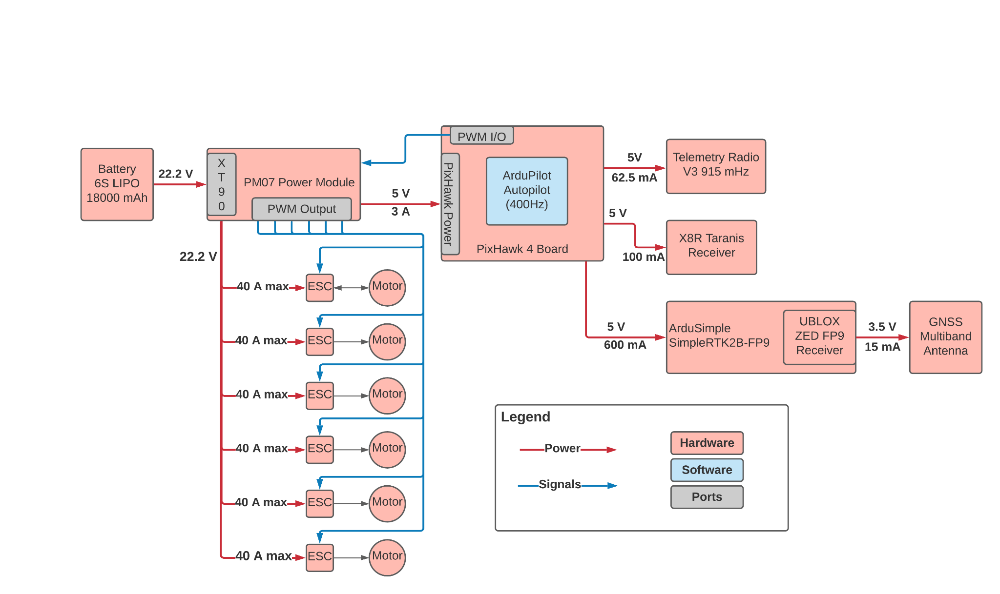 Battery
6S LIPO
18000 mAh
22.2 V
X
T
9
0
PM07 Power Module
PWM Output
5 V
3 A
PWM I/O
PixHawk Power
ArduPilot
Autopilot
(400Hz)
PixHawk 4 Board
5V
62.5 mA
Telemetry Radio
V3 915 mHz
5 V
100 mA
X8R Taranis
Receiver
5 V
600 mA
ArduSimple
SimpleRTK2B-FP9
UBLOX
ZED FP9
Receiver
3.5 V
15 mA
GNSS
Multiband
Antenna
22.2 V
40 A max
ESC
Motor
40 A max
ESC
Motor
40 A max
ESC
Motor
40 A max
ESC
Motor
40 A max
ESC
Motor
40 A max
ESC
Motor
Legend
Power
Signals
Hardware
Software
Ports